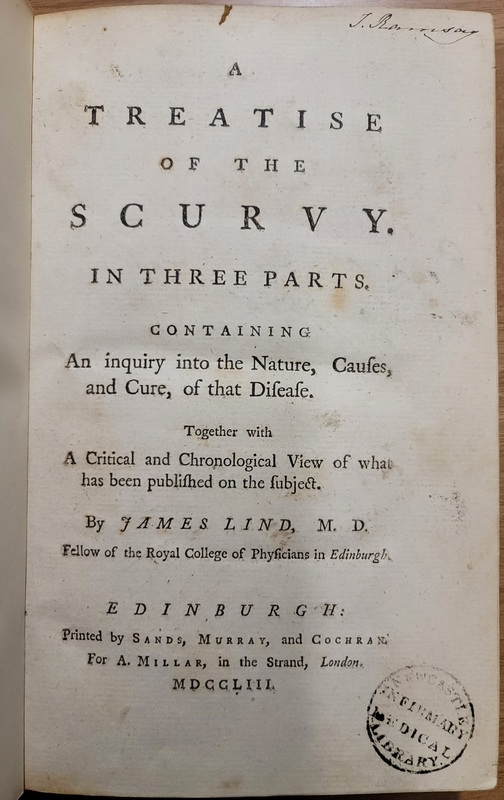 J. Ramsay
A
TREATISE
OF THE
SCURVY.
IN THREE PARTS.
CONTAINING
An inquiry into the Nature, Cauſes,
and Cure, of that Diſeaſe.
Together with
A Critical and Chronological View of what
has been publiſhed on the ſubject.
By JAMES LIND, M. D.
Fellow of the Royal College of Phyſicians in Edinburgh.
EDINBURGH:
Printed by SANDS, MURRAY, and COCHRAN.
For A. MILLAR, in the Strand, London.
MDCCLIII.
NEWCASTLE
INFIRMARY
MEDICAL
LIBRARY.